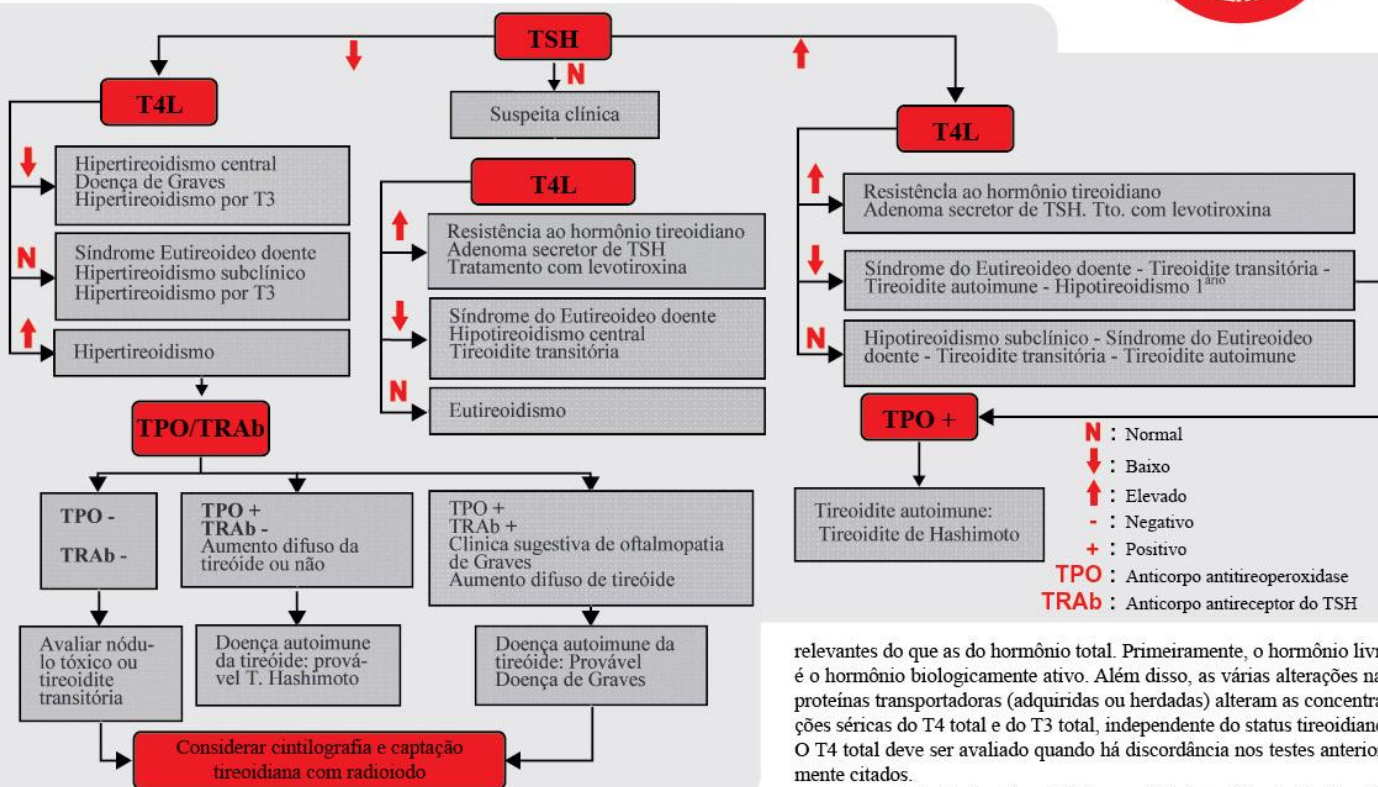 TSH
N
Suspeita clínica
T4L
Hipertireoidismo central
Doença de Graves
Hipertireoidismo por T3
N
Síndrome Eutireoideo doente
Hipertireoidismo subclínico
Hipertireoidismo por T3
Hipertireoidismo
TPO/TRAb
TPO -
TRAb -
TPO +
TRAb -
Aumento difuso da
tireóide ou não
TPO +
TRAb +
Clinica sugestiva de oftalmopatia
de Graves
Aumento difuso de tireóide
Avaliar nódu-
lo tóxico ou
tireoidite
transitória
Doença autoimune
da tireóide: prová-
vel T. Hashimoto
Doença autoimune da
tireóide: Provável
Doença de Graves
Considerar cintilografia e captação
tireoidiana com radioiodo
T4L
Resistência ao hormônio tireoidiano
Adenoma secretor de TSH
Tratamento com levotiroxina
Síndrome do Eutireoideo doente
Hipotireoidismo central
Tireoidite transitória
N
Eutireoidismo
T4L
Resistência ao hormônio tireoidiano
Adenoma secretor de TSH. Tto. com levotiroxina
Síndrome do Eutireoideo doente - Tireoidite transitória -
Tireoidite autoimune - Hipotireoidismo 1ário
N
Hipotireoidismo subclínico - Síndrome do Eutireoideo
doente - Tireoidite transitória - Tireoidite autoimune
TPO +
Tireoidite autoimune:
Tireoidite de Hashimoto
N : Normal
: Baixo
: Elevado
- : Negativo
+ : Positivo
TPO : Anticorpo antitireoperoxidase
TRAb : Anticorpo antireceptor do TSH
relevantes do que as do hormônio total. Primeiramente, o hormônio livr
é o hormônio biologicamente ativo. Além disso, as várias alterações na
proteínas transportadoras (adquiridas ou herdadas) alteram as concentra
ções séricas do T4 total e do T3 total, independente do status tireoidian
O T4 total deve ser avaliado quando há discordância nos testes anterior
mente citados.